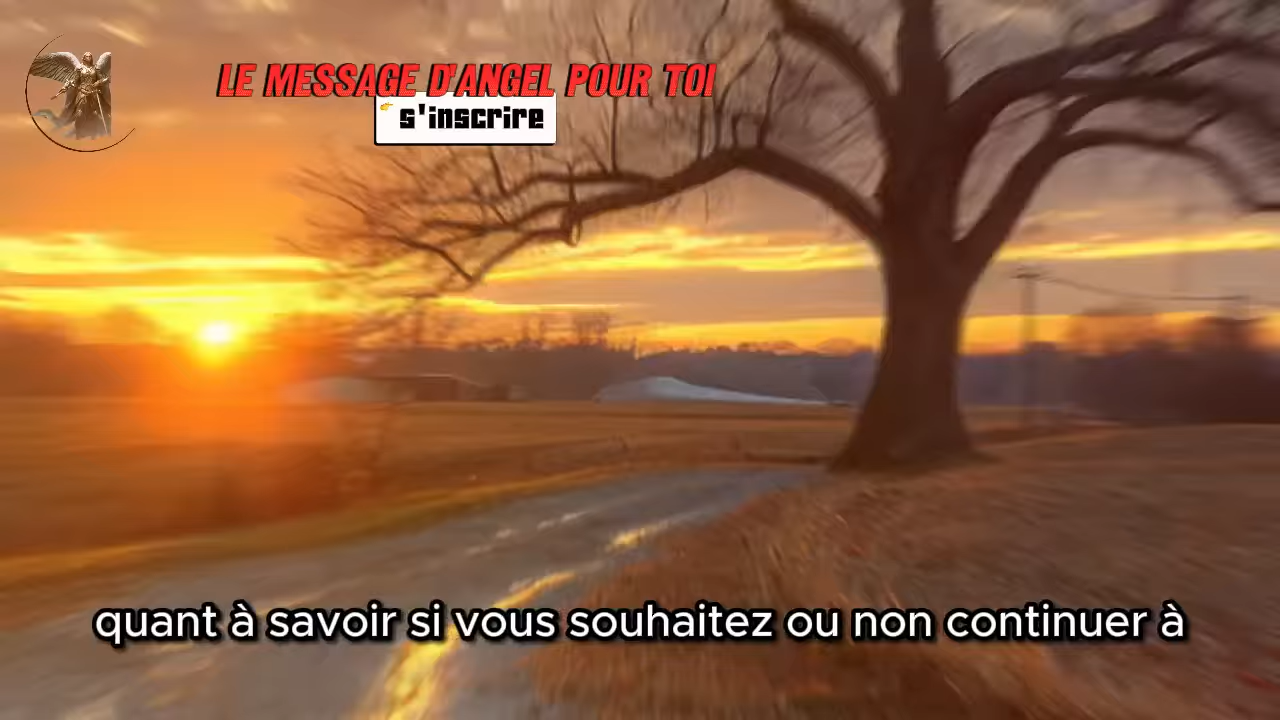 LE MESSAGE D'ANGEL POUR TOI
👉 s'inscrire
quant à savoir si vous souhaitez ou non continuer à